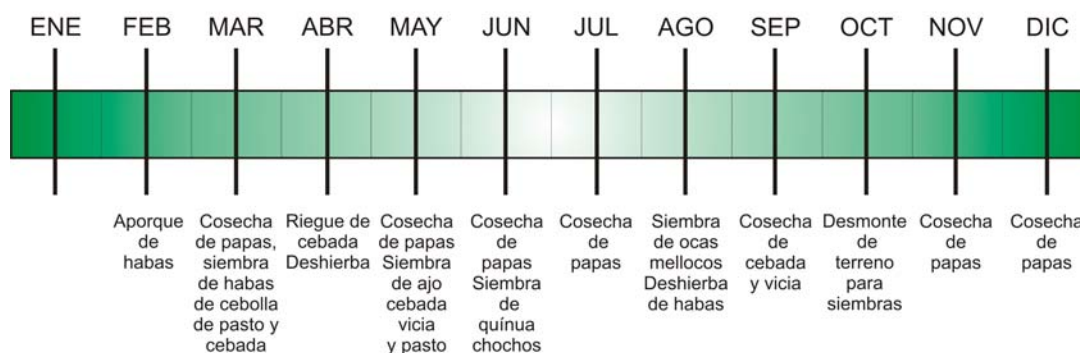 ENE FEB MAR ABR MAY JUN JUL AGO SEP OCT NOV DIC
Aporque
de
habas
Cosecha
de papas,
siembra
de habas
de cebolla
de pasto y
cebada
Riegue de
cebada
Deshierba
Cosecha
de papas
Siembra
de ajo
cebada
vicia
y pasto
Cosecha
de
papas
Siembra
de
quínua
chochos
Cosecha
de
papas
Siembra
de ocas
mellocos
Deshierba
de habas
Cosecha
de
cebada
y vicia
Desmonte
de
terreno
para
siembras
Cosecha
de
papas
Cosecha
de
papas